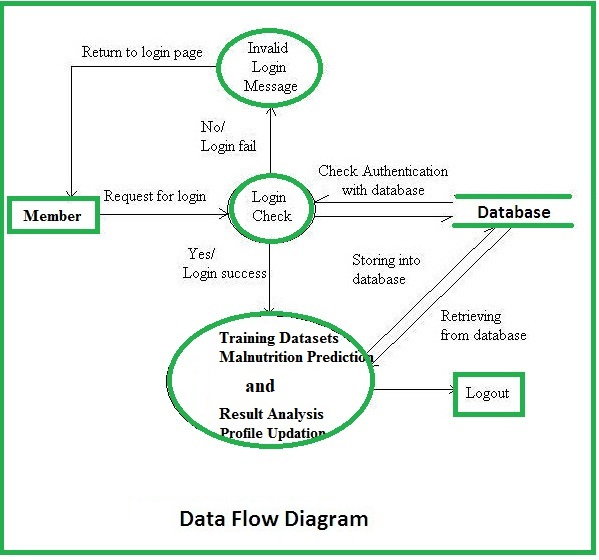 Invalid
Login
Message
Return to login page
No/
Login fail
Check Authentication
with database
Request for login
Member
Login
Check
Database
Yes/
Login success
Storing into
database
Retrieving
from database
Training Datasets
Malnutrition Prediction
and
Result Analysis
Profile Updation
Logout
Data Flow Diagram